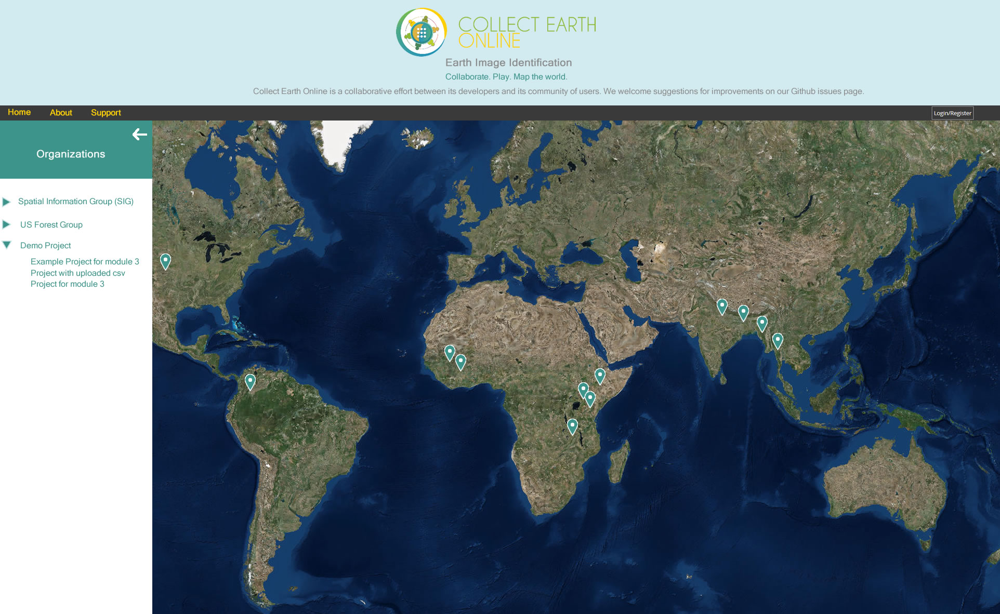 COLLECT EARTH
ONLINE
Earth Image Identification
Collaborate. Play. Map the world.
Collect Earth Online is a collaborative effort between its developers and its community of users. We welcome suggestions for improvements on our Github issues page.
Home About Support Login/Register
Organizations
Spatial Information Group (SIG)
US Forest Group
Demo Project
Example Project for module 3
Project with uploaded csv
Project for module 3